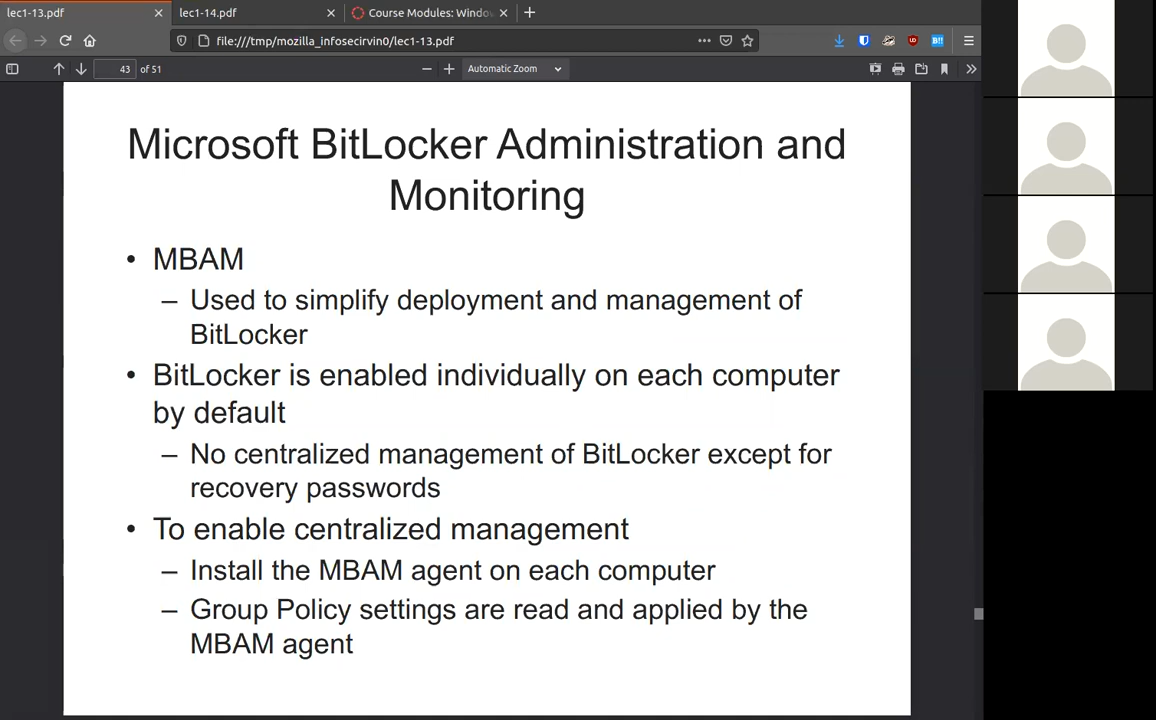 lec1-13.pdf
lec1-14.pdf
Course Modules: Windo
file:///tmp/mozilla_infosecirvin0/lec1-13.pdf
43 of 51
Automatic Zoom
Microsoft BitLocker Administration and
Monitoring
• MBAM
– Used to simplify deployment and management of
BitLocker
• BitLocker is enabled individually on each computer
by default
– No centralized management of BitLocker except for
recovery passwords
• To enable centralized management
– Install the MBAM agent on each computer
– Group Policy settings are read and applied by the
MBAM agent